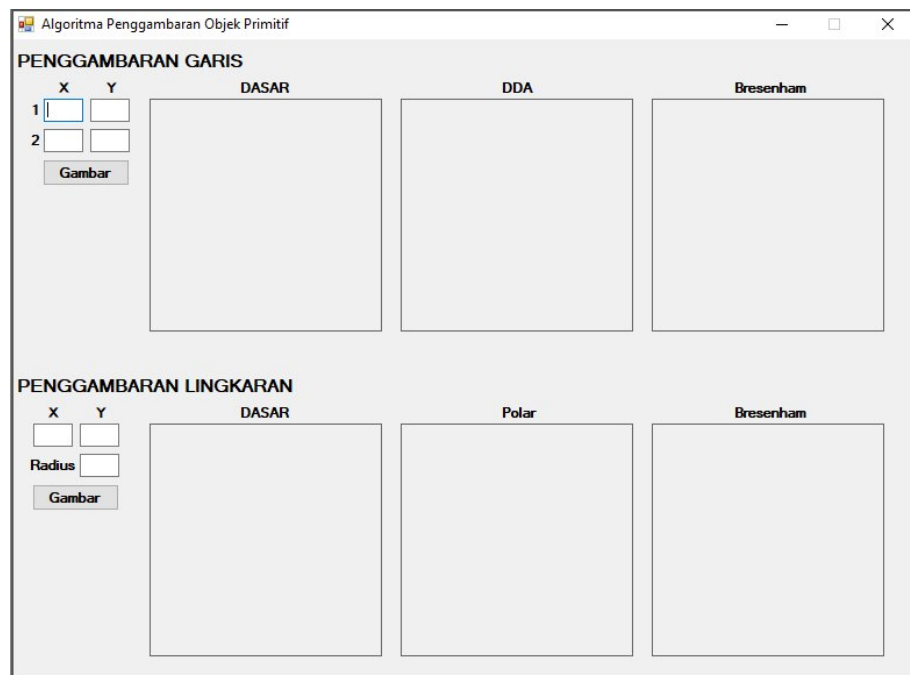 Algoritma Penggambaran Objek Primitif
PENGGAMBARAN GARIS
X Y DASAR DDA Bresenham
1
2
Gambar
PENGGAMBARAN LINGKARAN
X Y DASAR Polar Bresenham
Radius
Gambar